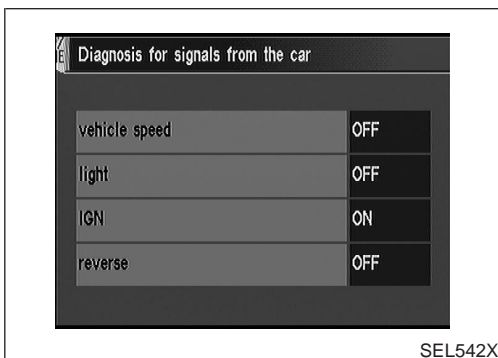 Diagnosis for signals from the car
vehicle speed OFF
light OFF
IGN ON
reverse OFF
SEL542X